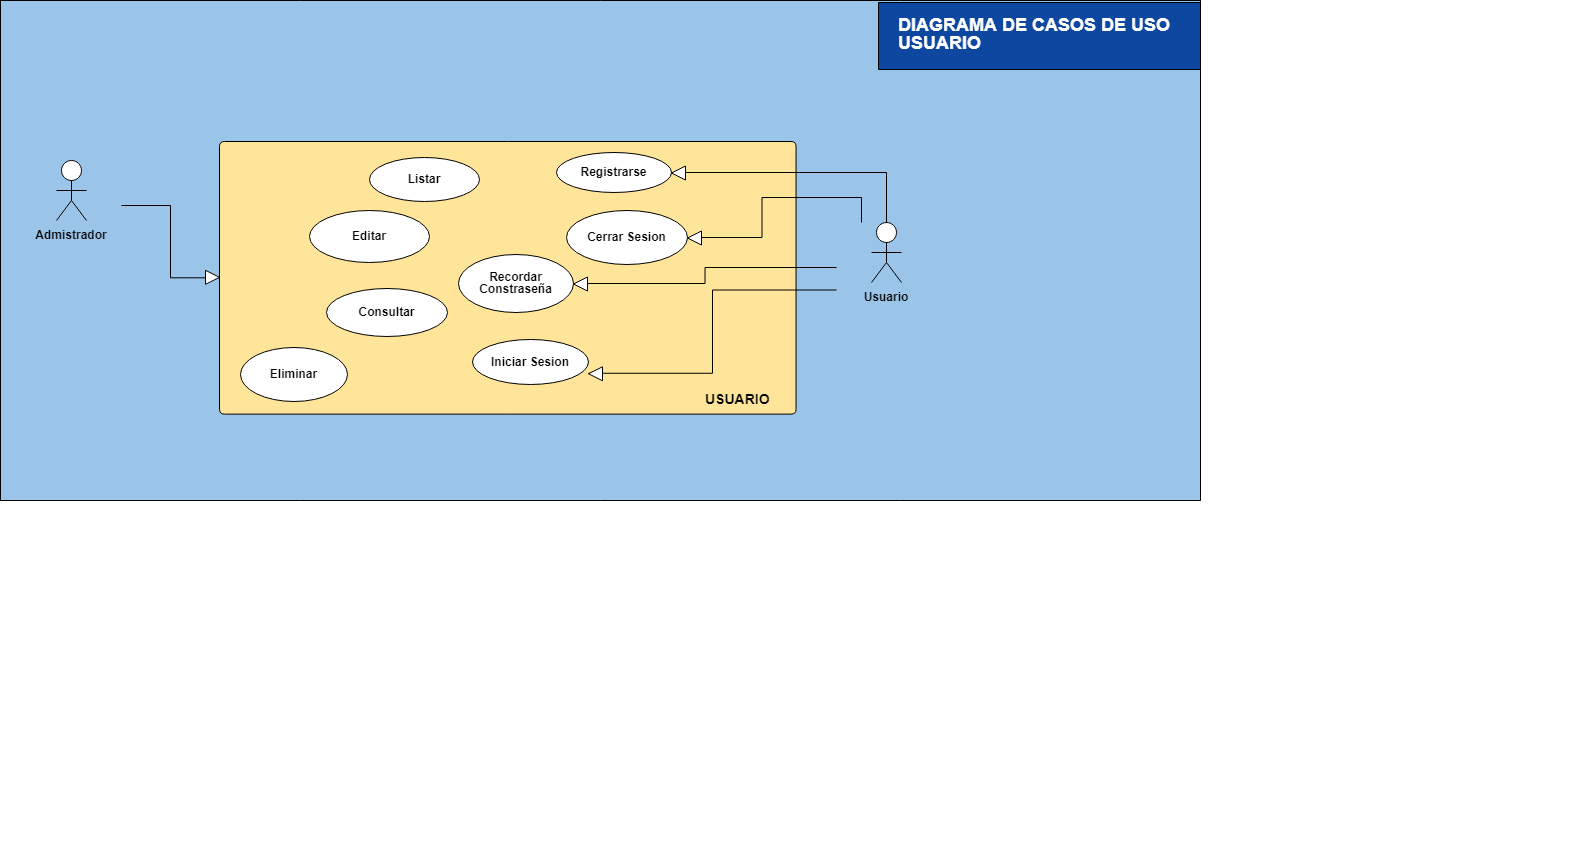 DIAGRAMA DE CASOS DE USO
USUARIO
Admistrador
Listar
Registrarse
Editar
Cerrar Sesion
Recordar
Constraseña
Consultar
Iniciar Sesion
Eliminar
USUARIO
Usuario